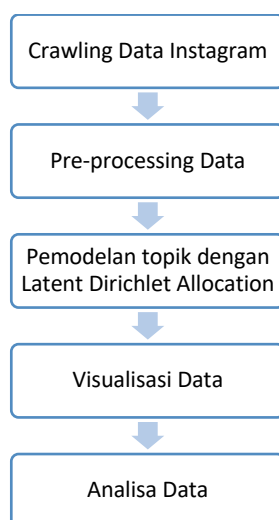 Crawling Data Instagram
Pre-processing Data
Pemodelan topik dengan
Latent Dirichlet Allocation
Visualisasi Data
Analisa Data